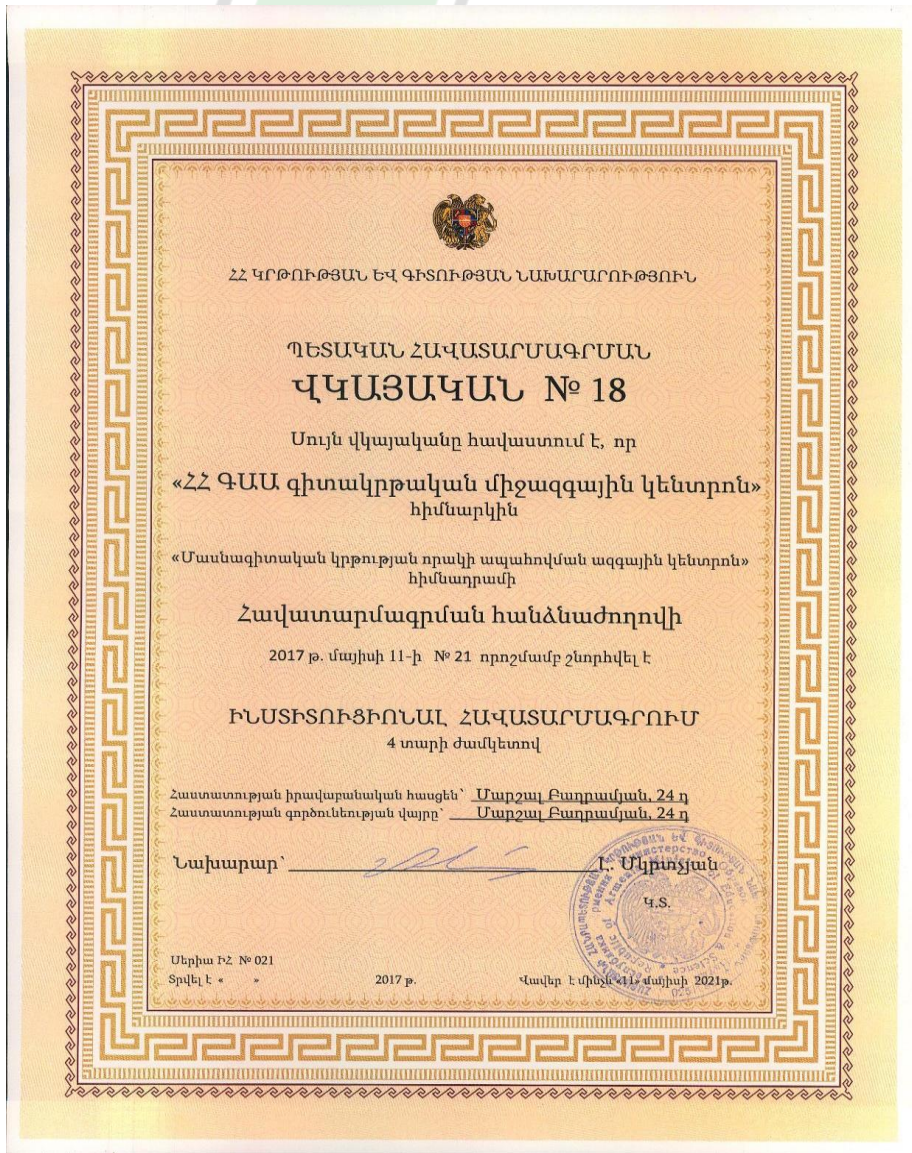 ՀՀ ԿՐԹՈՒԹՅԱՆ ԵՎ ԳԻՏՈՒԹՅԱՆ ՆԱԽԱՐԱՐՈՒԹՅՈՒՆ
ՊԵՏԱԿԱՆ ՀԱՎԱՏԱՐՄԱԳՐՄԱՆ
ՎԿԱՅԱԿԱՆ № 18
Սույն վկայականը հավաստում է, որ
«ՀՀ ԳԱԱ գիտակրթական միջազգային կենտրոն»
հիմնարկին
«Մասնագիտական կրթության որակի ապահովման ազգային կենտրոն»
հիմնադրամի
Հավատարմագրման հանձնաժողովի
2017 թ. մայիսի 11-ի № 21 որոշմամբ շնորհվել է
ԻՆՍՏԻՏՈՒՑԻՈՆԱԼ ՀԱՎԱՏԱՐՄԱԳՐՈՒՄ
4 տարի ժամկետով
Հաստատության իրավաբանական հասցեն՝ Մարշալ Բաղրամյան, 24 դ
Հաստատության գործունեության վայրը՝ Մարշալ Բաղրամյան, 24 դ
Նախարար՝ Լ. Մկրտչյան
Կ.Տ.
Սերիա ԻՀ № 021
Տրվել է « » 2017 թ. Վավեր է մինչև «11» մայիսի 2021թ.